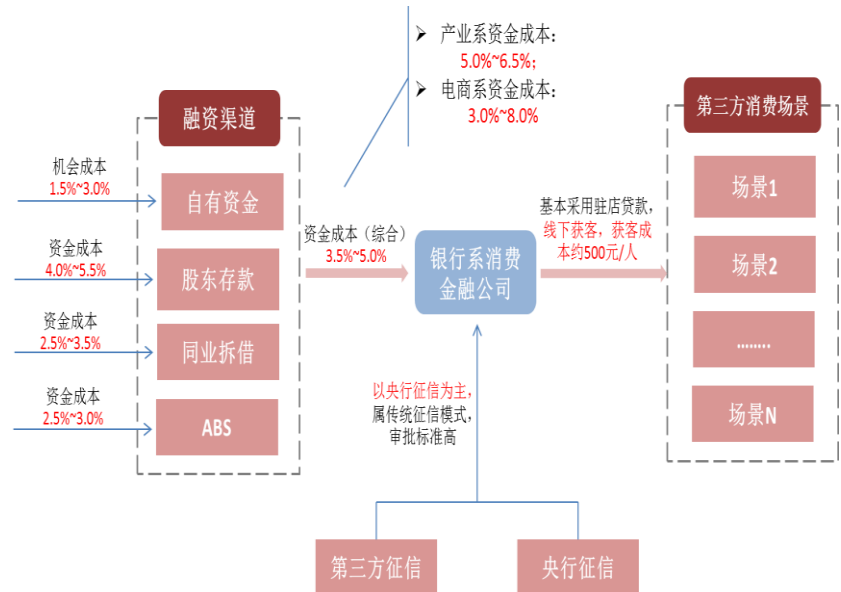 ➢ 产业系资金成本：
5.0%~6.5%；
➢ 电商系资金成本：
3.0%~8.0%
融资渠道
机会成本
1.5%~3.0%
自有资金
资金成本
4.0%~5.5%
股东存款
资金成本
2.5%~3.5%
同业拆借
资金成本
2.5%~3.0%
ABS
资金成本（综合）
3.5%~5.0%
银行系消费
金融公司
基本采用驻店贷款，
线下获客，获客成
本约500元/人
第三方消费场景
场景1
场景2
........
场景N
以央行征信为主，
属传统征信模式，
审批标准高
第三方征信
央行征信